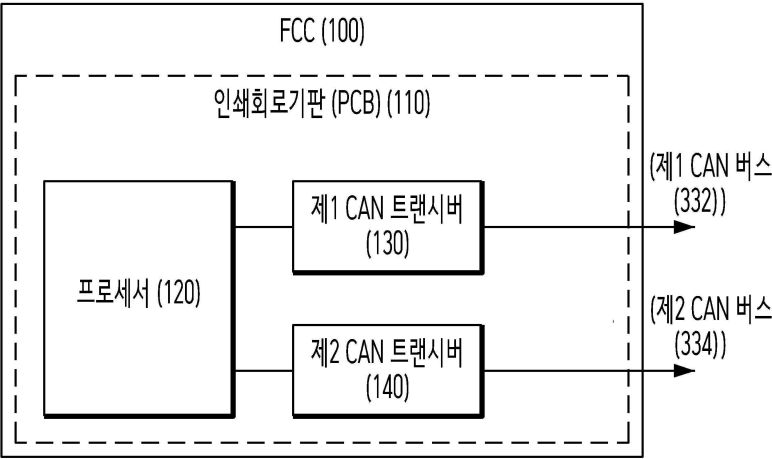 FCC (100)
인쇄회로기판 (PCB) (110)
(제1 CAN 버스
(332))
제1 CAN 트랜시버
(130)
프로세서 (120)
(제2 CAN 버스
(334))
제2 CAN 트랜시버
(140)